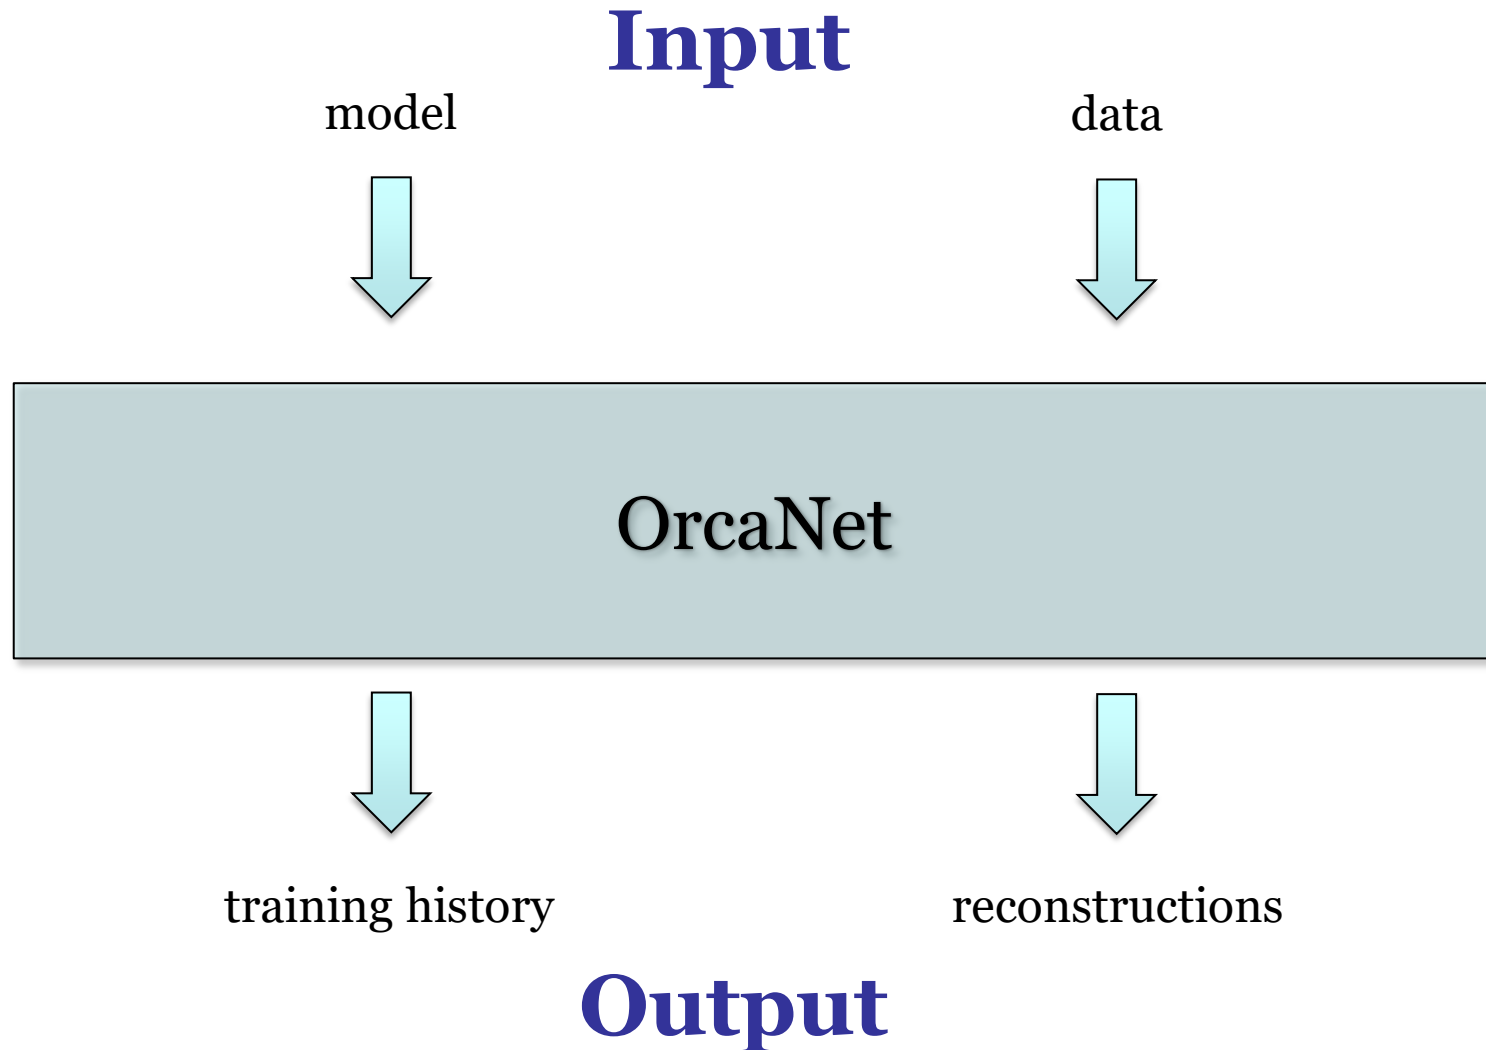 Input
model data
OrcaNet
training history reconstructions
Output